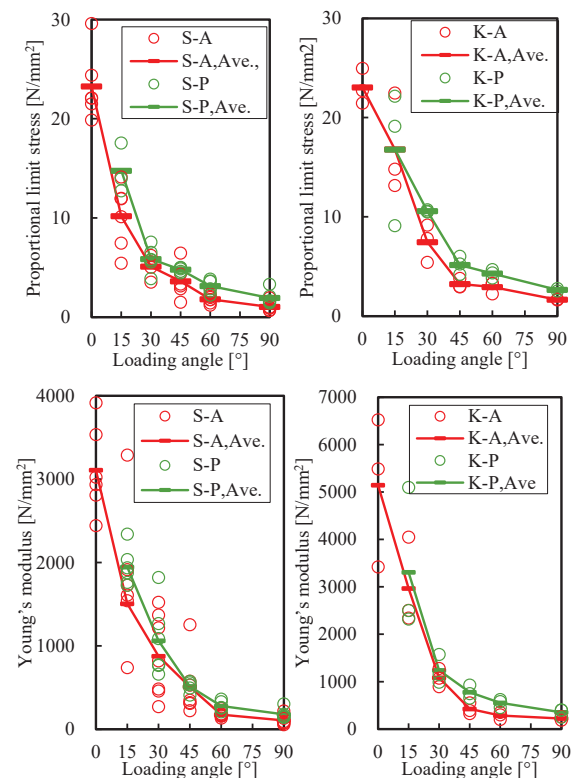 Proportional limit stress [N/mm²]
30
20
10
0
S-A
S-A,Ave.,
S-P
S-P,Ave.
0 15 30 45 60 75 90
Loading angle [°]
Proportional limit stress [N/mm2]
30
20
10
0
K-A
K-A,Ave.
K-P
K-P,Ave.
0 15 30 45 60 75 90
Loading angle [°]
Young's modulus [N/mm²]
4000
3000
2000
1000
0
S-A
S-A,Ave.
S-P
S-P,Ave.
0 15 30 45 60 75 90
Loading angle [°]
Young's modulus [N/mm²]
7000
6000
5000
4000
3000
2000
1000
0
K-A
K-A,Ave.
K-P
K-P,Ave
0 15 30 45 60 75 90
Loading angle [°]